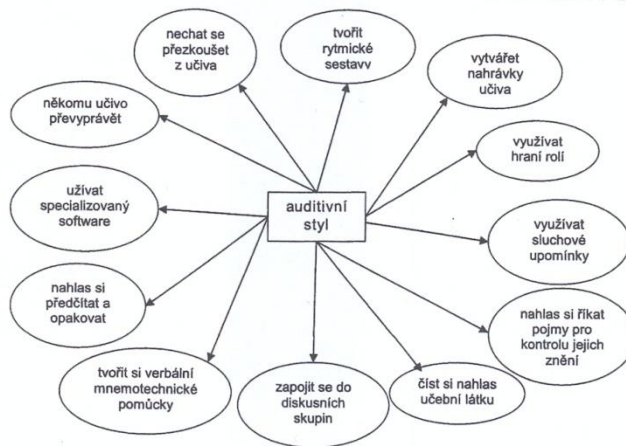 nechat se
přezkoušet
z učiva
tvořit
rytmické
sestavv
vytvářet
nahrávky
učiva
někomu učivo
převyprávět
využívat
hraní rolí
užívat
specializovaný
software
auditivní
styl
využívat
sluchové
upomínky
nahlas si
předčítat a
opakovat
nahlas si říkat
pojmy pro
kontrolu jejich
znění
tvořit si verbální
mnemotechnické
pomůcky
zapojit se do
diskusních
skupin
číst si nahlas
učební látku